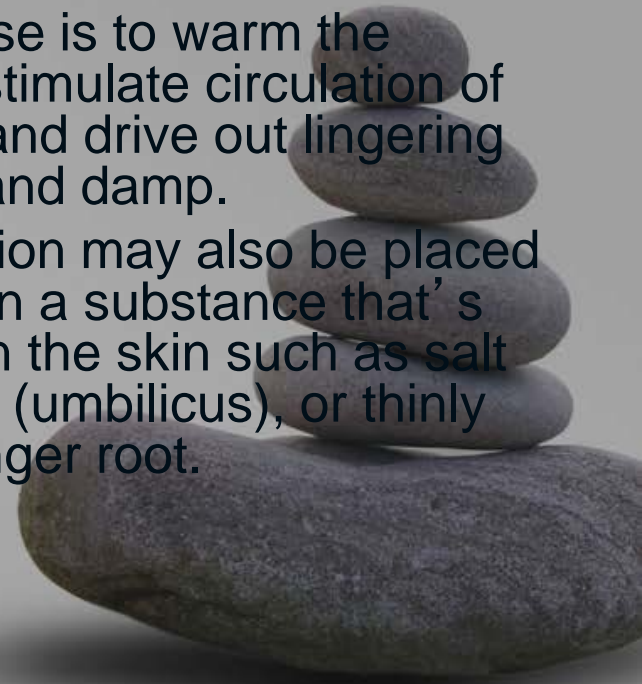 se is to warm the
stimulate circulation of
and drive out lingering
and damp.
ion may also be placed
n a substance that’s
n the skin such as salt
(umbilicus), or thinly
ger root.